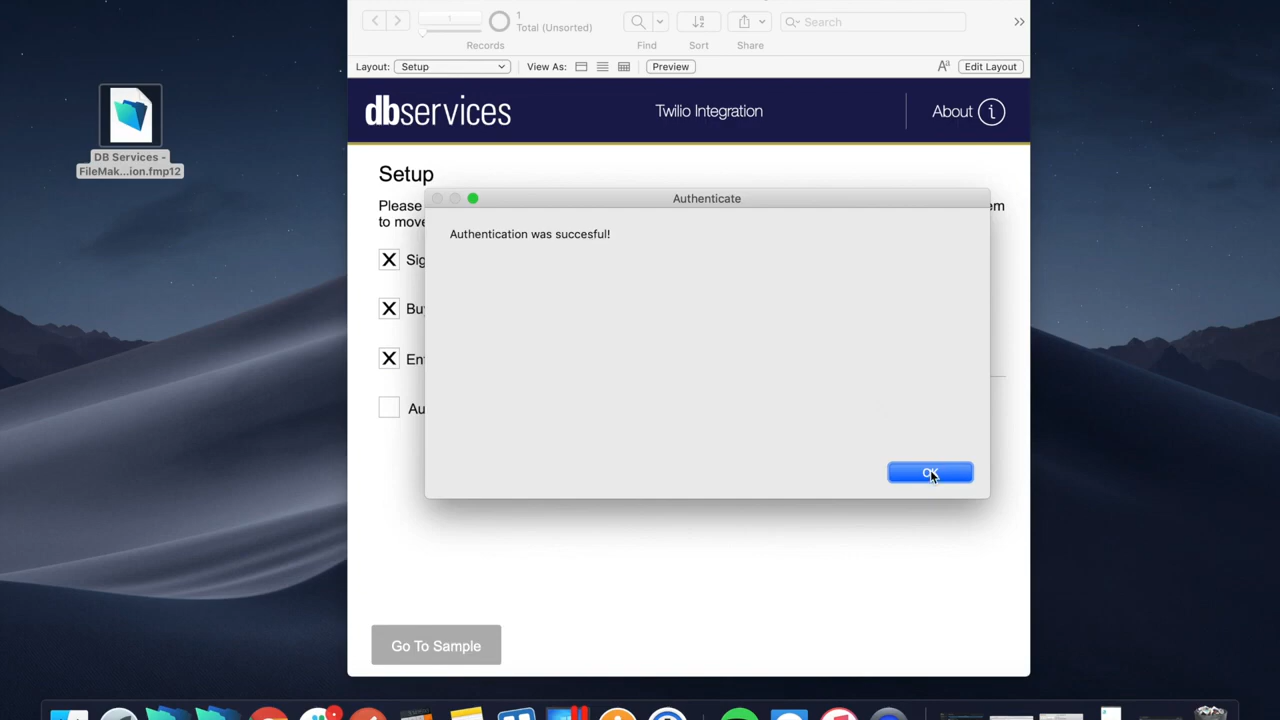 1
1
Total (Unsorted)
Search
Records
Find
Sort
Share
Layout:
Setup
View As:
Preview
Aª
Edit Layout
dbservices
Twilio Integration
About
i
DB Services -
FileMak...ion.fmp12
Setup
Authenticate
Please
em
to move
Authentication was succesful!
X
Sig
X
Bu
X
En
Au
OK
Go To Sample